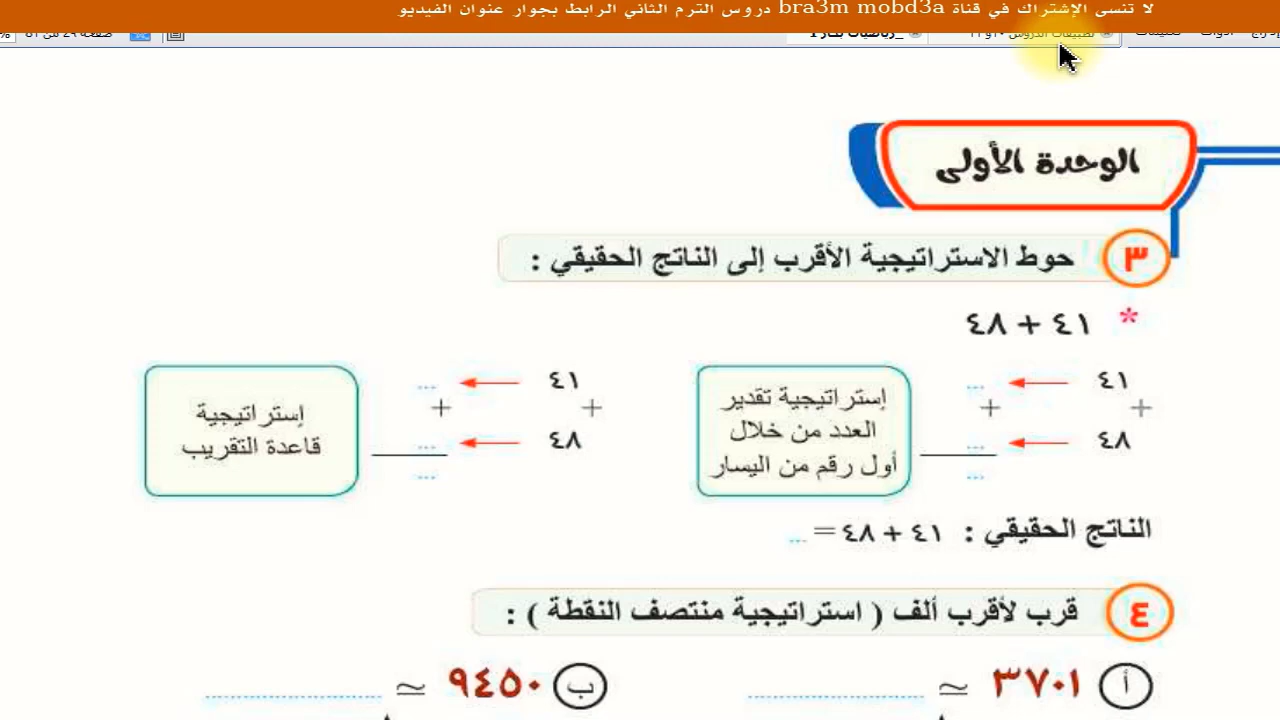 لا تنسى الإشتراك في قناة bra3m mobd3a دروس الترم الثاني الرابط بجوار عنوان الفيديو
الوحدة الأولى
٣ حوط الاستراتيجية الأقرب إلى الناتج الحقيقي :
* ٤١ + ٤٨
٤١ ...
+ +
٤٨ ...
...
إستراتيجية تقدير
العدد من خلال
أول رقم من اليسار
٤١ ...
+ +
٤٨ ...
...
إستراتيجية
قاعدة التقريب
الناتج الحقيقي : ٤١ + ٤٨ = ...
٤ قرب لأقرب ألف ( استراتيجية منتصف النقطة ) :
أ ٣٧٠١ ≃ ....................
ب ٩٤٥٠ ≃ ....................